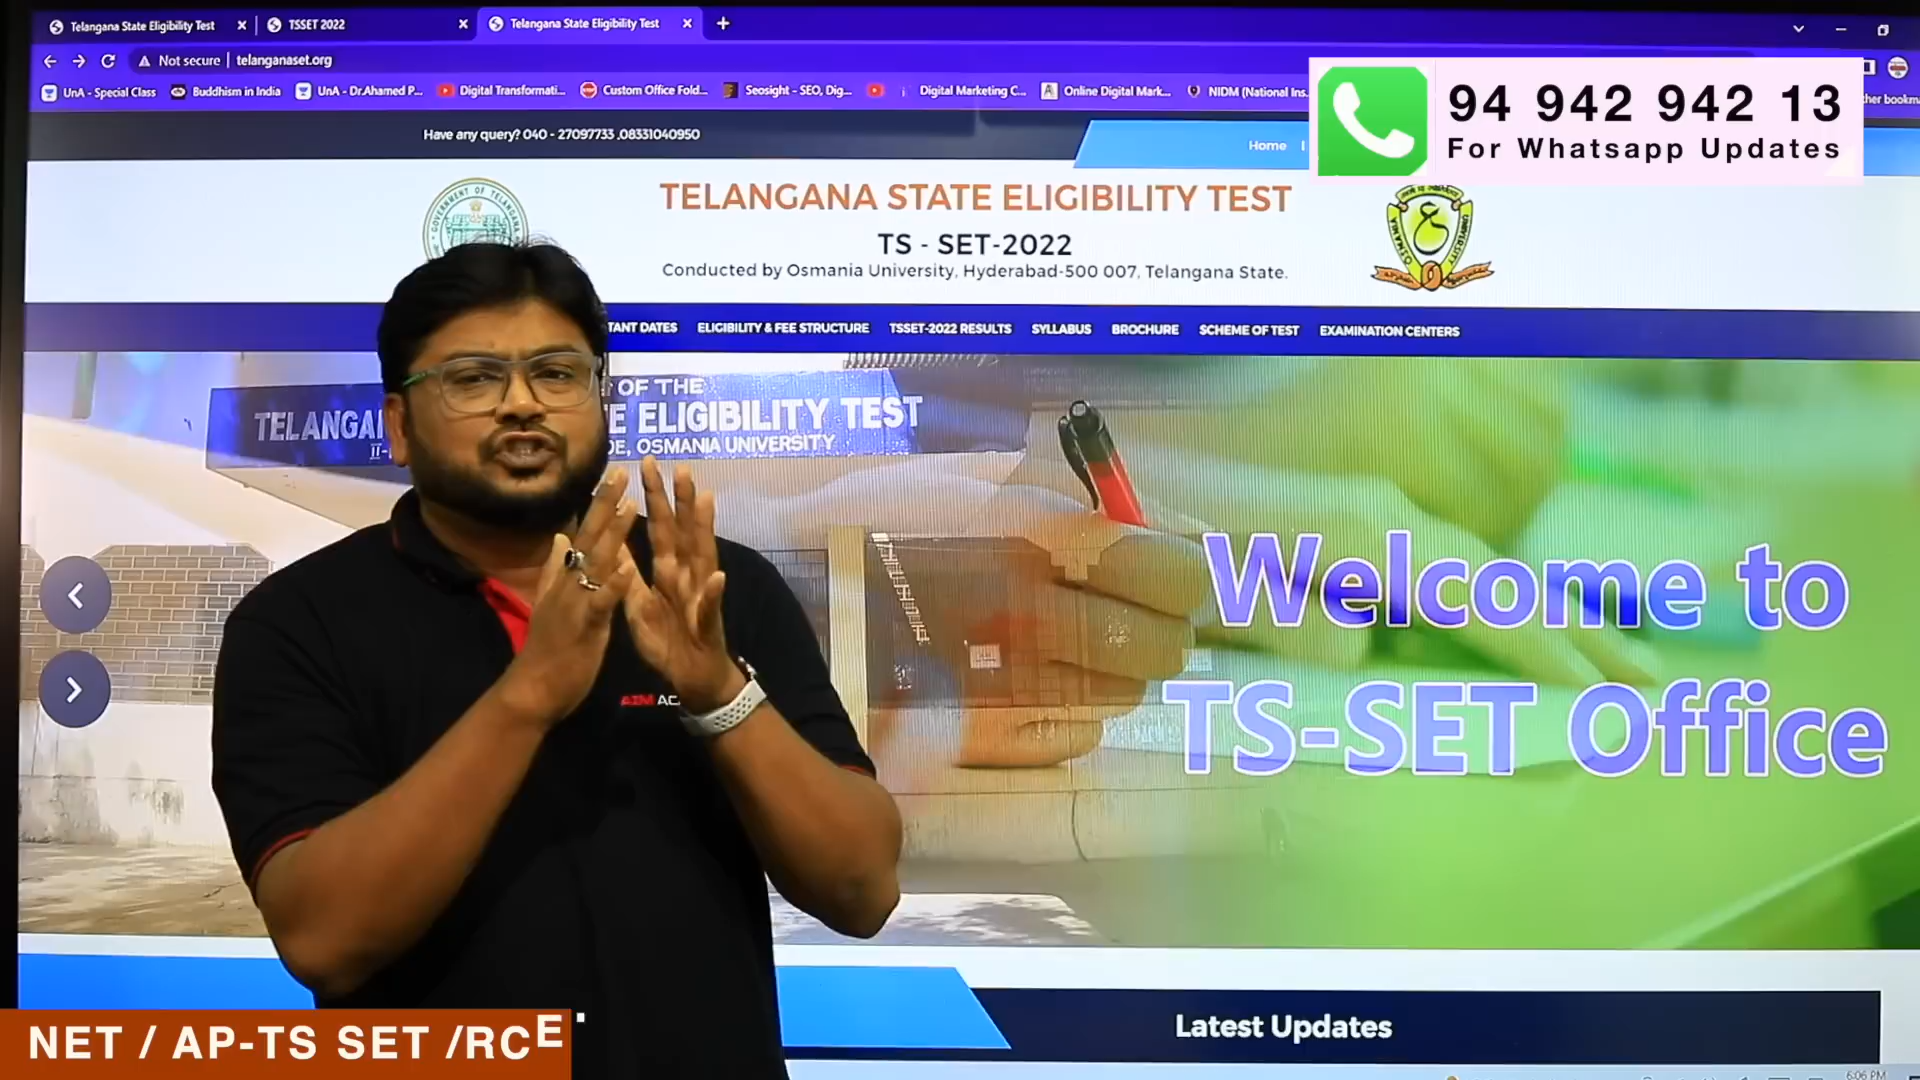 Telangana State Eligibility Test
TSSET 2022
Telangana State Eligibility Test
Not secure
telanganaset.org
UnA - Special Class
Buddhism in India
UnA - Dr.Ahamed P...
Digital Transformati...
Custom Office Fold...
Seosight - SEO, Dig...
Digital Marketing C...
Online Digital Mark...
NIDM (National Ins...
94 942 942 13
For Whatsapp Updates
Have any query? 040 - 27097733 ,08331040950
Home
TELANGANA STATE ELIGIBILITY TEST
TS - SET-2022
Conducted by Osmania University, Hyderabad-500 007, Telangana State.
TANT DATES
ELIGIBILITY & FEE STRUCTURE
TSSET-2022 RESULTS
SYLLABUS
BROCHURE
SCHEME OF TEST
EXAMINATION CENTERS
OF THE
TELANGA
E ELIGIBILITY TEST
DE, OSMANIA UNIVERSITY
Welcome to
TS-SET Office
AIM AC
Latest Updates
NET / AP-TS SET /RCE
6:06 PM